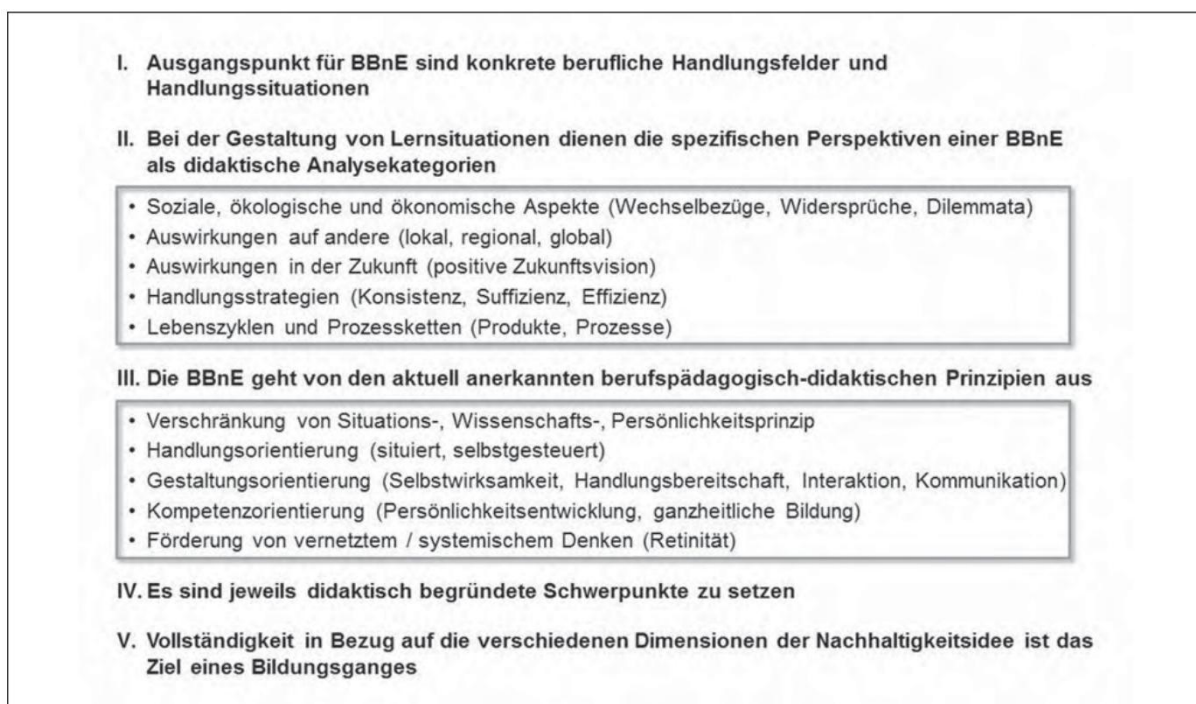 I. Ausgangspunkt für BBnE sind konkrete berufliche Handlungsfelder und
Handlungssituationen
II. Bei der Gestaltung von Lernsituationen dienen die spezifischen Perspektiven einer BBnE
als didaktische Analysekategorien
• Soziale, ökologische und ökonomische Aspekte (Wechselbezüge, Widersprüche, Dilemmata)
• Auswirkungen auf andere (lokal, regional, global)
• Auswirkungen in der Zukunft (positive Zukunftsvision)
• Handlungsstrategien (Konsistenz, Suffizienz, Effizienz)
• Lebenszyklen und Prozessketten (Produkte, Prozesse)
III. Die BBnE geht von den aktuell anerkannten berufspädagogisch-didaktischen Prinzipien aus
• Verschränkung von Situations-, Wissenschafts-, Persönlichkeitsprinzip
• Handlungsorientierung (situiert, selbstgesteuert)
• Gestaltungsorientierung (Selbstwirksamkeit, Handlungsbereitschaft, Interaktion, Kommunikation)
• Kompetenzorientierung (Persönlichkeitsentwicklung, ganzheitliche Bildung)
• Förderung von vernetztem / systemischem Denken (Retinität)
IV. Es sind jeweils didaktisch begründete Schwerpunkte zu setzen
V. Vollständigkeit in Bezug auf die verschiedenen Dimensionen der Nachhaltigkeitsidee ist das
Ziel eines Bildungsganges